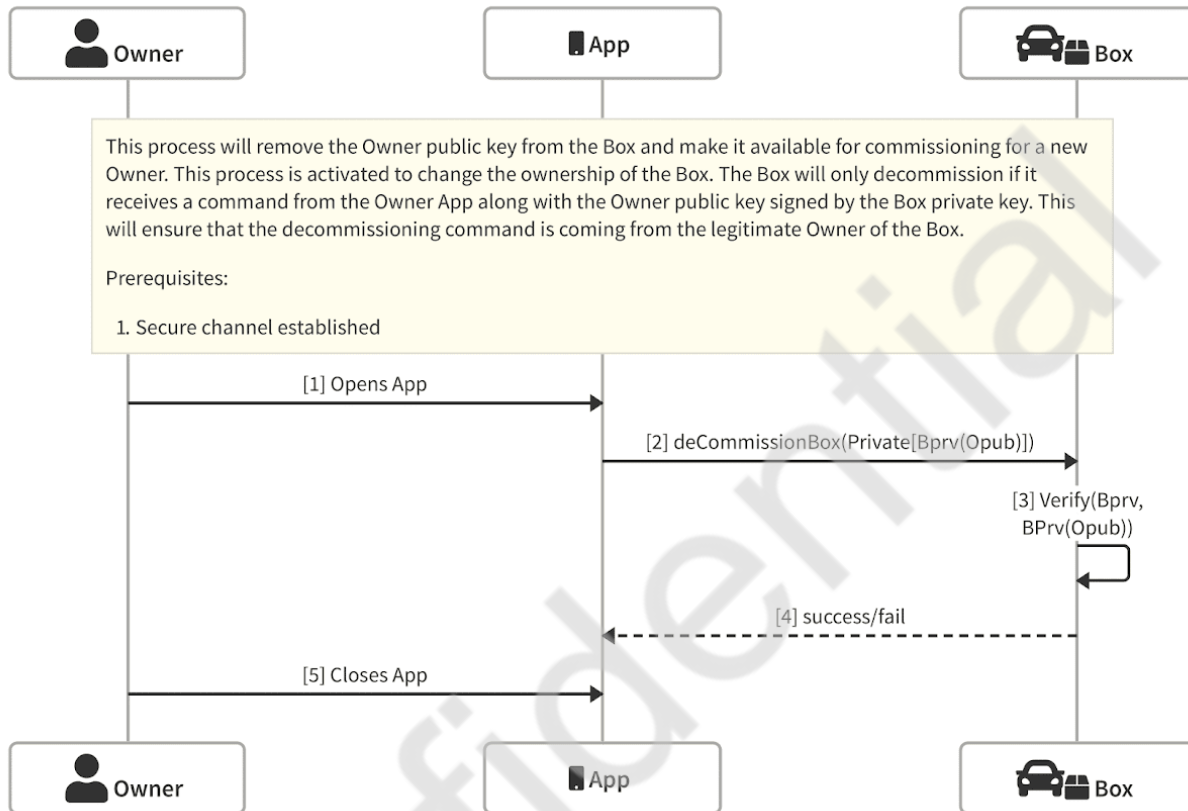 Owner
App
Box
This process will remove the Owner public key from the Box and make it available for commissioning for a new
Owner. This process is activated to change the ownership of the Box. The Box will only decommission if it
receives a command from the Owner App along with the Owner public key signed by the Box private key. This
will ensure that the decommissioning command is coming from the legitimate Owner of the Box.
Prerequisites:
1. Secure channel established
[1] Opens App
[2] deCommissionBox(Private[Bprv(Opub)])
[3] Verify(Bprv,
BPrv(Opub))
[4] success/fail
[5] Closes App
Owner
App
Box
fidential